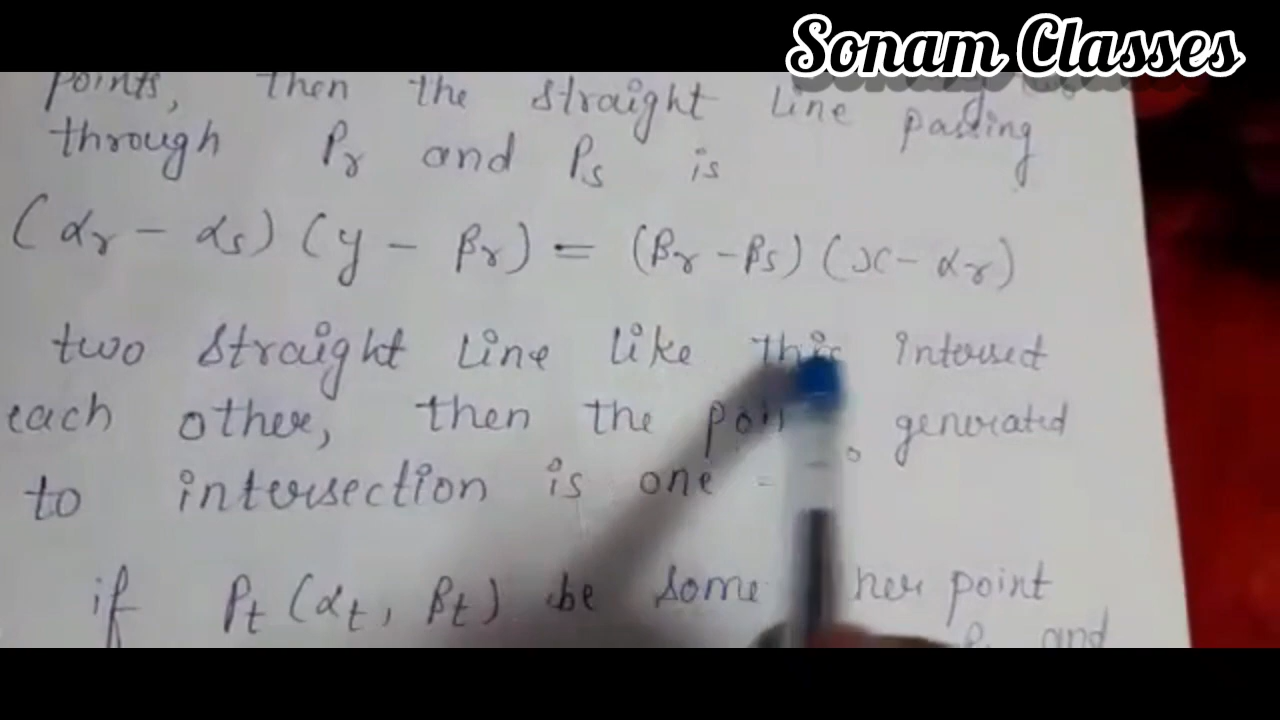 Sonam Classes
points, then the straight line passing
through Pr and Ps is
(αr - αs) (y - βr) = (βr - βs) (x - αr)
two straight line like this intersect
each other, then the generated
to intersection is one
if Pt (αt, βt) be some point
and